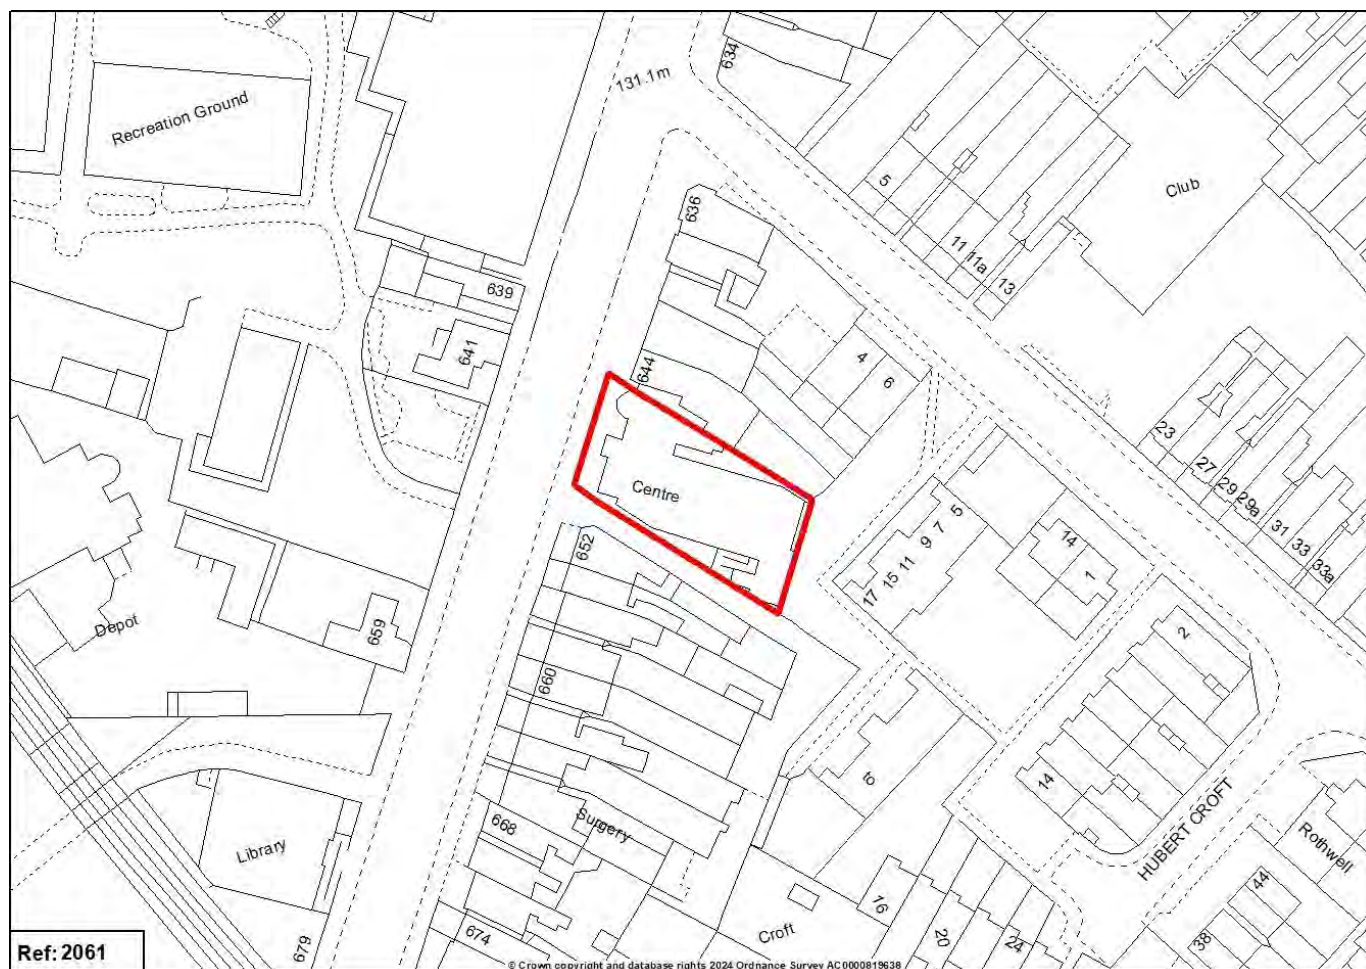 634
131.1m
Recreation Ground
5
Club
636
11
11a
13
639
641
644
4
6
23
27
29
29a
31
33
33a
Centre
652
5
7
9
11
15
17
14
1
2
Depot
659
660
to
14
HUBERT CROFT
Surgery
668
Library
Rothwell
44
16
Croft
20
24
38
674
679
Ref: 2061
© Crown copyright and database rights 2024 Ordnance Survey AC0000819638